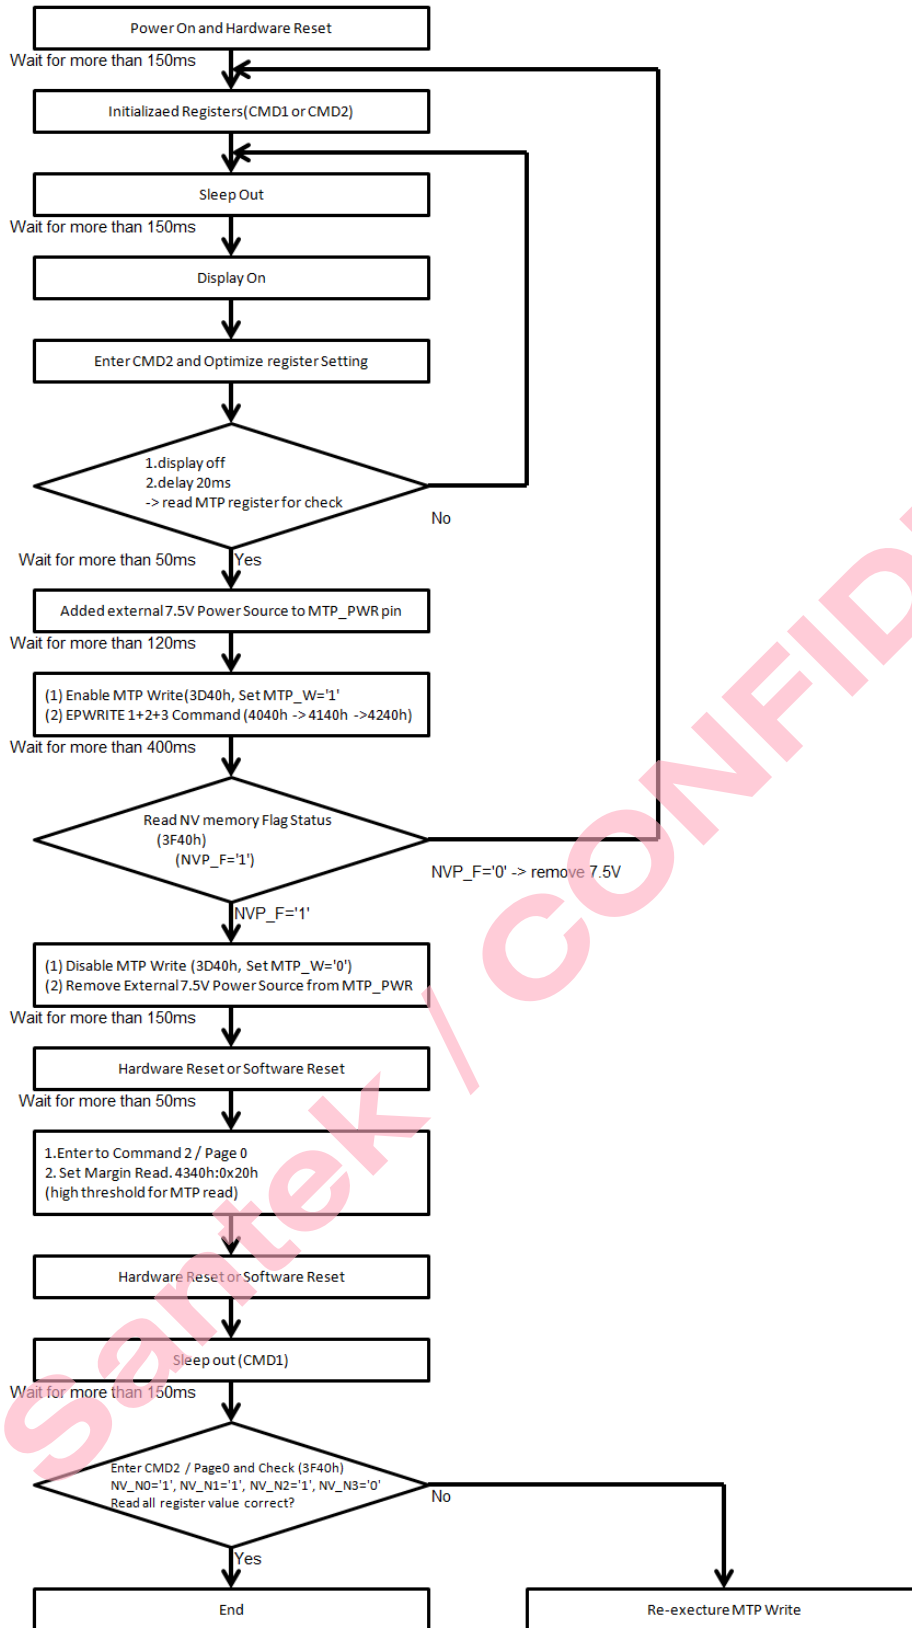 Power On and Hardware Reset
Wait for more than 150ms
Initializaed Registers(CMD1 or CMD2)
Sleep Out
Wait for more than 150ms
Display On
Enter CMD2 and Optimize register Setting
1.display off
2.delay 20ms
-> read MTP register for check
No
Wait for more than 50ms
Yes
Added external 7.5V Power Source to MTP_PWR pin
Wait for more than 120ms
(1) Enable MTP Write(3D40h, Set MTP_W='1'
(2) EPWRITE 1+2+3 Command (4040h -> 4140h ->4240h)
Wait for more than 400ms
Read NV memory Flag Status
(3F40h)
(NVP_F='1')
NVP_F='0' -> remove 7.5V
NVP_F='1'
(1) Disable MTP Write (3D40h, Set MTP_W='0')
(2) Remove External 7.5V Power Source from MTP_PWR
Wait for more than 150ms
Hardware Reset or Software Reset
Wait for more than 50ms
1.Enter to Command 2 / Page 0
2. Set Margin Read. 4340h:0x20h
(high threshold for MTP read)
Hardware Reset or Software Reset
Sleep out (CMD1)
Wait for more than 150ms
Enter CMD2 / Page0 and Check (3F40h)
NV_N0='1', NV_N1='1', NV_N2='1', NV_N3='0'
Read all register value correct?
No
Yes
End
Re-execture MTP Write
Santek / CONFID